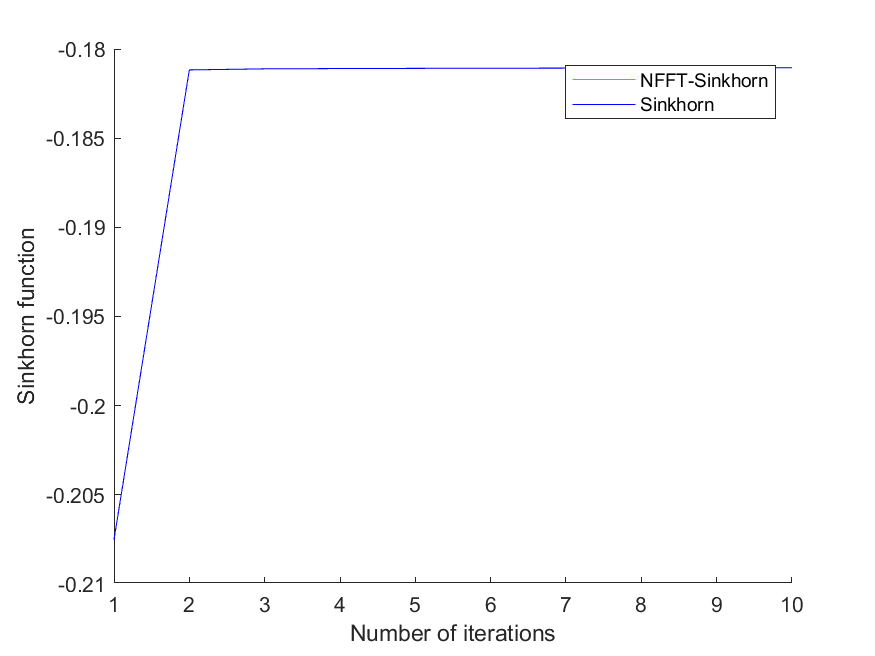 -0.18
-0.185
-0.19
-0.195
-0.2
-0.205
-0.21
Sinkhorn function
NFFT-Sinkhorn
Sinkhorn
1 2 3 4 5 6 7 8 9 10
Number of iterations